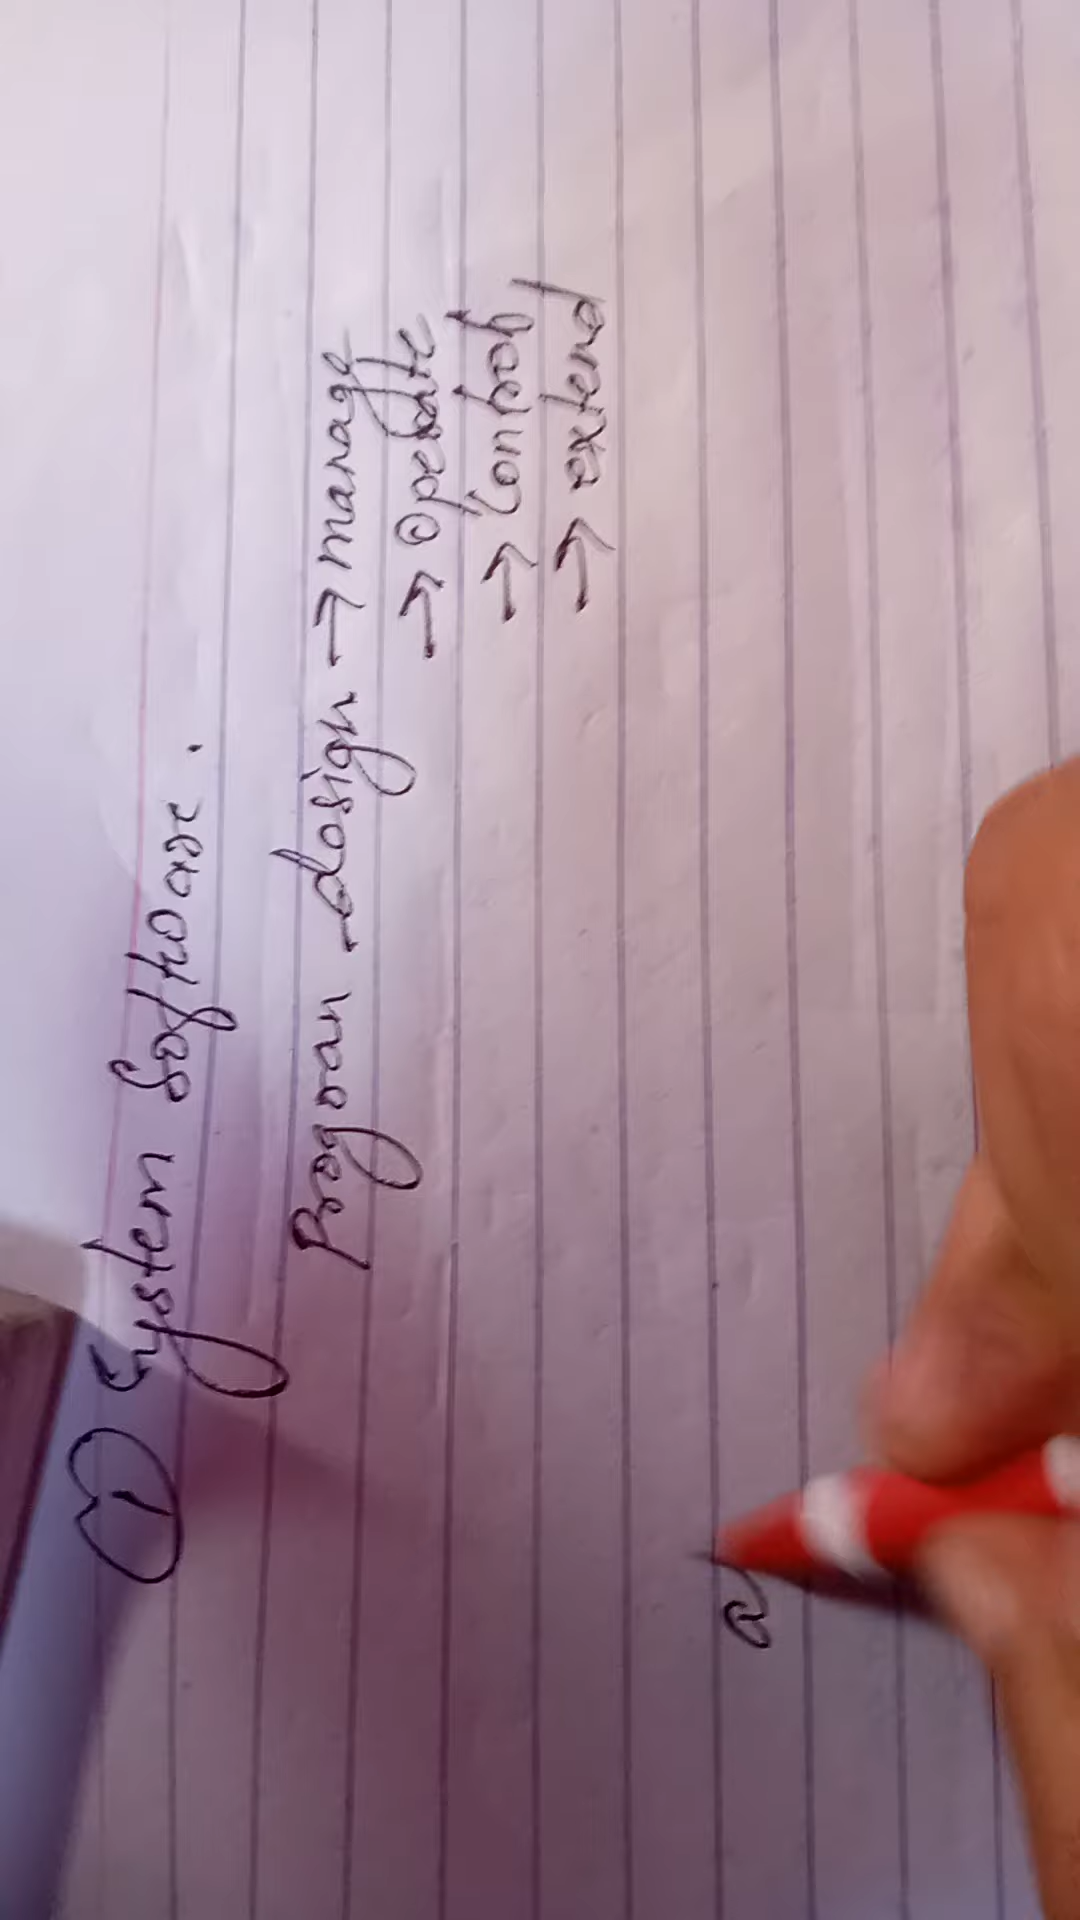 ① System Software.
Program design → manage
→ operate
→ Control
→ extend
a